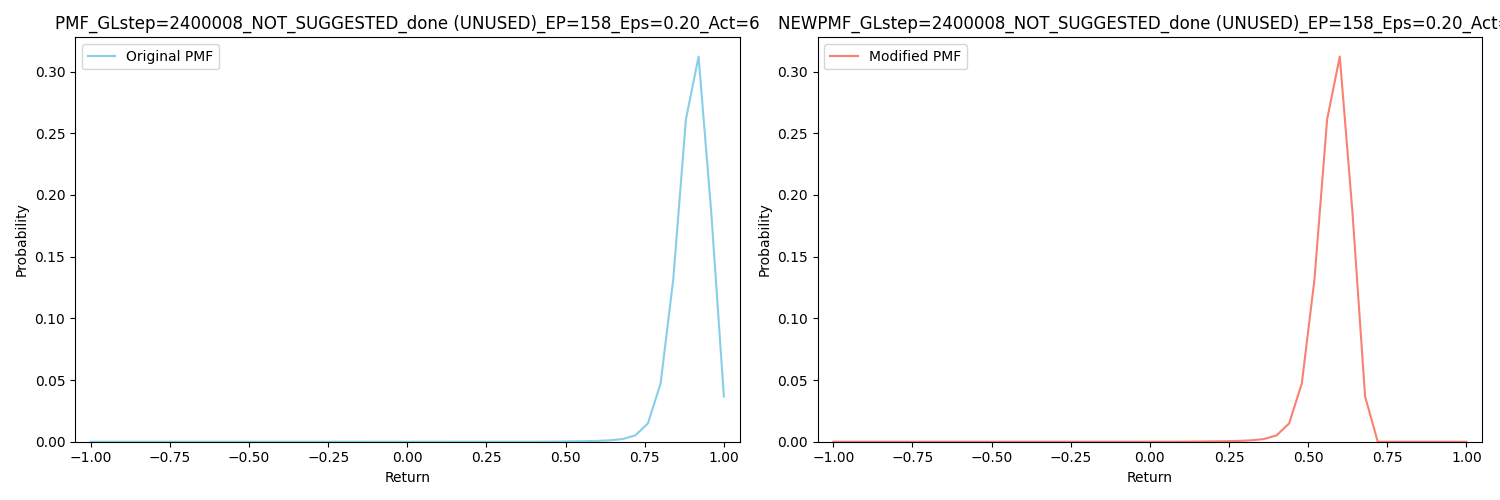 PMF_GLstep=2400008_NOT_SUGGESTED_done (UNUSED)_EP=158_Eps=0.20_Act=6
Original PMF
Probability
0.30
0.25
0.20
0.15
0.10
0.05
0.00
−1.00 −0.75 −0.50 −0.25 0.00 0.25 0.50 0.75 1.00
Return
NEWPMF_GLstep=2400008_NOT_SUGGESTED_done (UNUSED)_EP=158_Eps=0.20_Act=
Modified PMF
Probability
0.30
0.25
0.20
0.15
0.10
0.05
0.00
−1.00 −0.75 −0.50 −0.25 0.00 0.25 0.50 0.75 1.00
Return